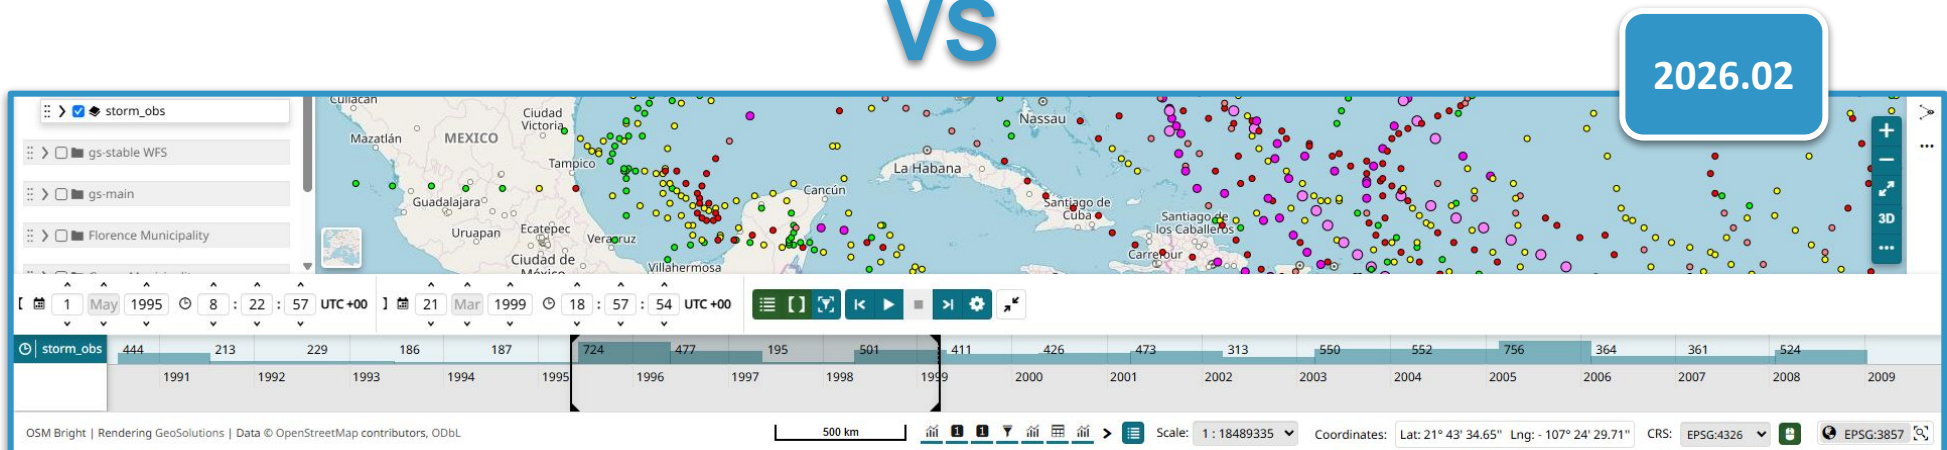 VS
2026.02
storm_obs
gs-stable WFS
gs-main
Florence Municipality
Culiacán
Mazatlán
MEXICO
Ciudad
Victoria
Tampico
Guadalajara
Uruapan
Ecatepec
Ciudad de
México
Veracruz
Villahermosa
Cancún
La Habana
Nassau
Santiago de
Cuba
Santiago de
los Caballeros
Carrefour
3D
[ 1 May 1995 8 : 22 : 57 UTC +00 ] 21 Mar 1999 18 : 57 : 54 UTC +00
storm_obs 444 213 229 186 187 724 477 195 501 411 426 473 313 550 552 756 364 361 524
1991 1992 1993 1994 1995 1996 1997 1998 1999 2000 2001 2002 2003 2004 2005 2006 2007 2008 2009
OSM Bright | Rendering GeoSolutions | Data © OpenStreetMap contributors, ODbL 500 km 1 1 Scale: 1 : 18489335 Coordinates: Lat: 21° 43' 34.65" Lng: - 107° 24' 29.71" CRS: EPSG:4326 EPSG:3857